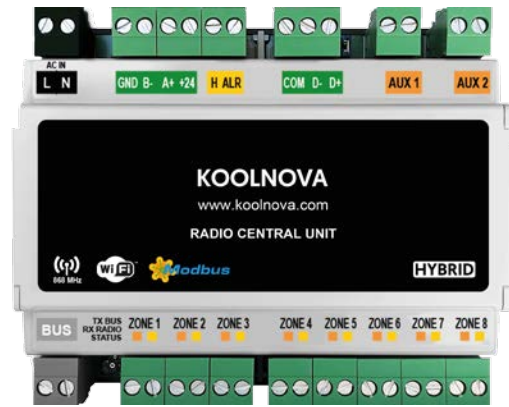 AC IN
L N GND B- A+ +24 H ALR COM D- D+ AUX 1 AUX 2
KOOLNOVA
www.koolnova.com
RADIO CENTRAL UNIT
868 MHz WiFi Modbus HYBRID
BUS
TX BUS
RX RADIO
STATUS
ZONE 1 ZONE 2 ZONE 3 ZONE 4 ZONE 5 ZONE 6 ZONE 7 ZONE 8